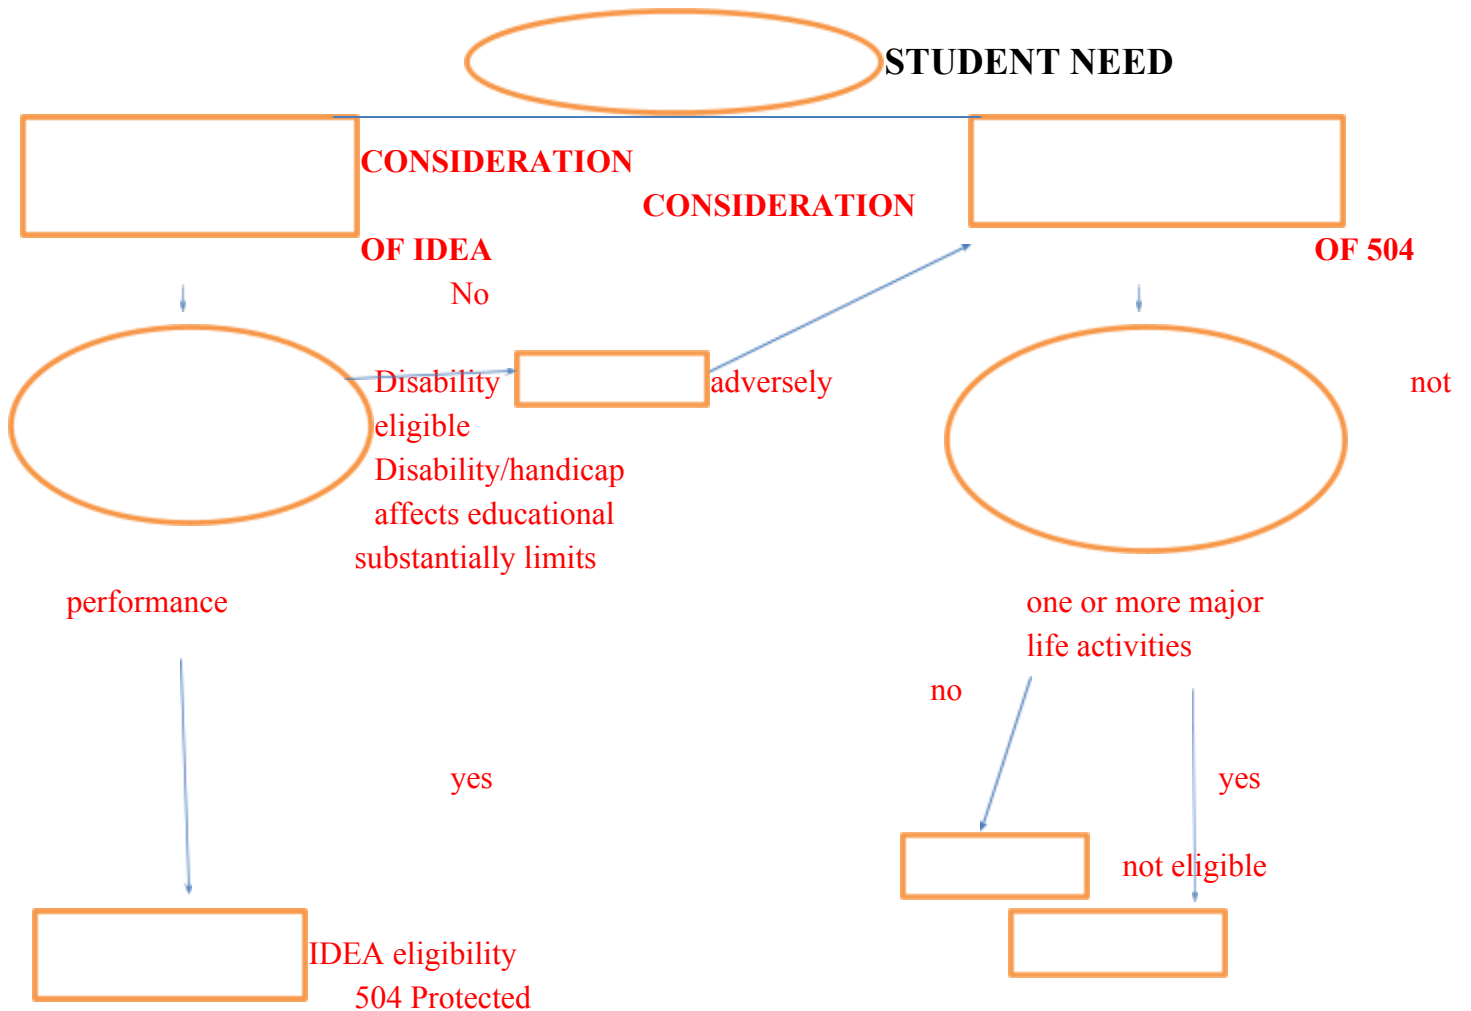 STUDENT NEED
CONSIDERATION
CONSIDERATION
OF IDEA OF 504
No
Disability adversely not
eligible
Disability/handicap
affects educational
substantially limits
performance one or more major
life activities
no
yes yes
not eligible
IDEA eligibility
504 Protected